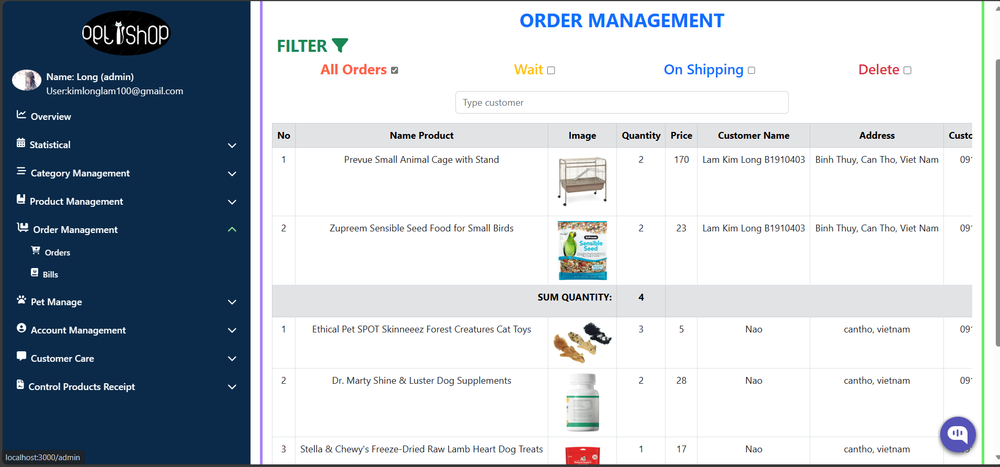 petshop
Name: Long (admin)
User:kimlonglam100@gmail.com
Overview
Statistical
Category Management
Product Management
Order Management
Orders
Bills
Pet Manage
Account Management
Customer Care
Control Products Receipt
localhost:3000/admin
ORDER MANAGEMENT
FILTER
All Orders Wait On Shipping Delete
Type customer
No Name Product Image Quantity Price Customer Name Address Custo
1 Prevue Small Animal Cage with Stand 2 170 Lam Kim Long B1910403 Binh Thuy, Can Tho, Viet Nam 09
2 Zupreem Sensible Seed Food for Small Birds 2 23 Lam Kim Long B1910403 Binh Thuy, Can Tho, Viet Nam 09
ZuPreem
Sensible
Seed
SUM QUANTITY: 4
1 Ethical Pet SPOT Skinneeez Forest Creatures Cat Toys 3 5 Nao cantho, vietnam 09
2 Dr. Marty Shine & Luster Dog Supplements 2 28 Nao cantho, vietnam 09
3 Stella & Chewy's Freeze-Dried Raw Lamb Heart Dog Treats 1 17 Nao cantho, vietnam
Stella & Chewy's